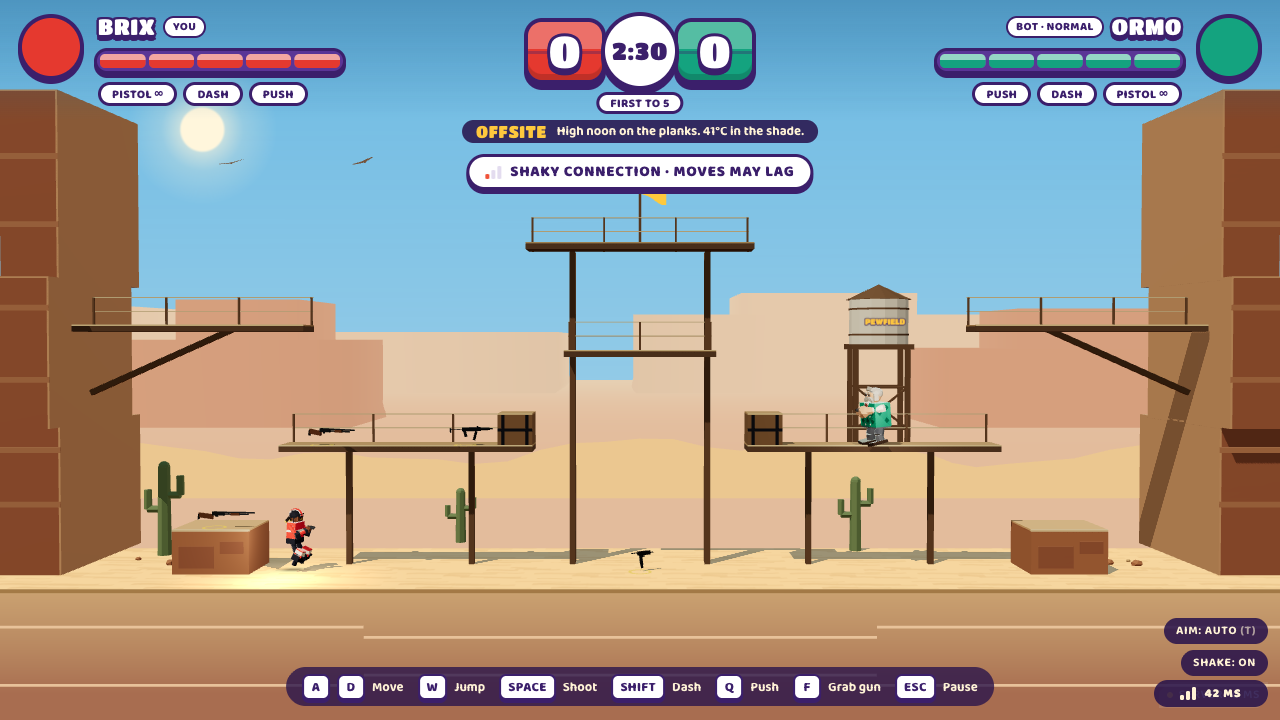 BRIX YOU
PISTOL ∞ DASH PUSH
1 2:30 1
FIRST TO 5
BOT · NORMAL ORMO
PUSH DASH PISTOL ∞
OFFSITE High noon on the planks. 41°C in the shade.
SHAKY CONNECTION · MOVES MAY LAG
PEWFIELD
AIM: AUTO (T)
SHAKE: ON
42 MS
A D Move W Jump SPACE Shoot SHIFT Dash Q Push F Grab gun ESC Pause